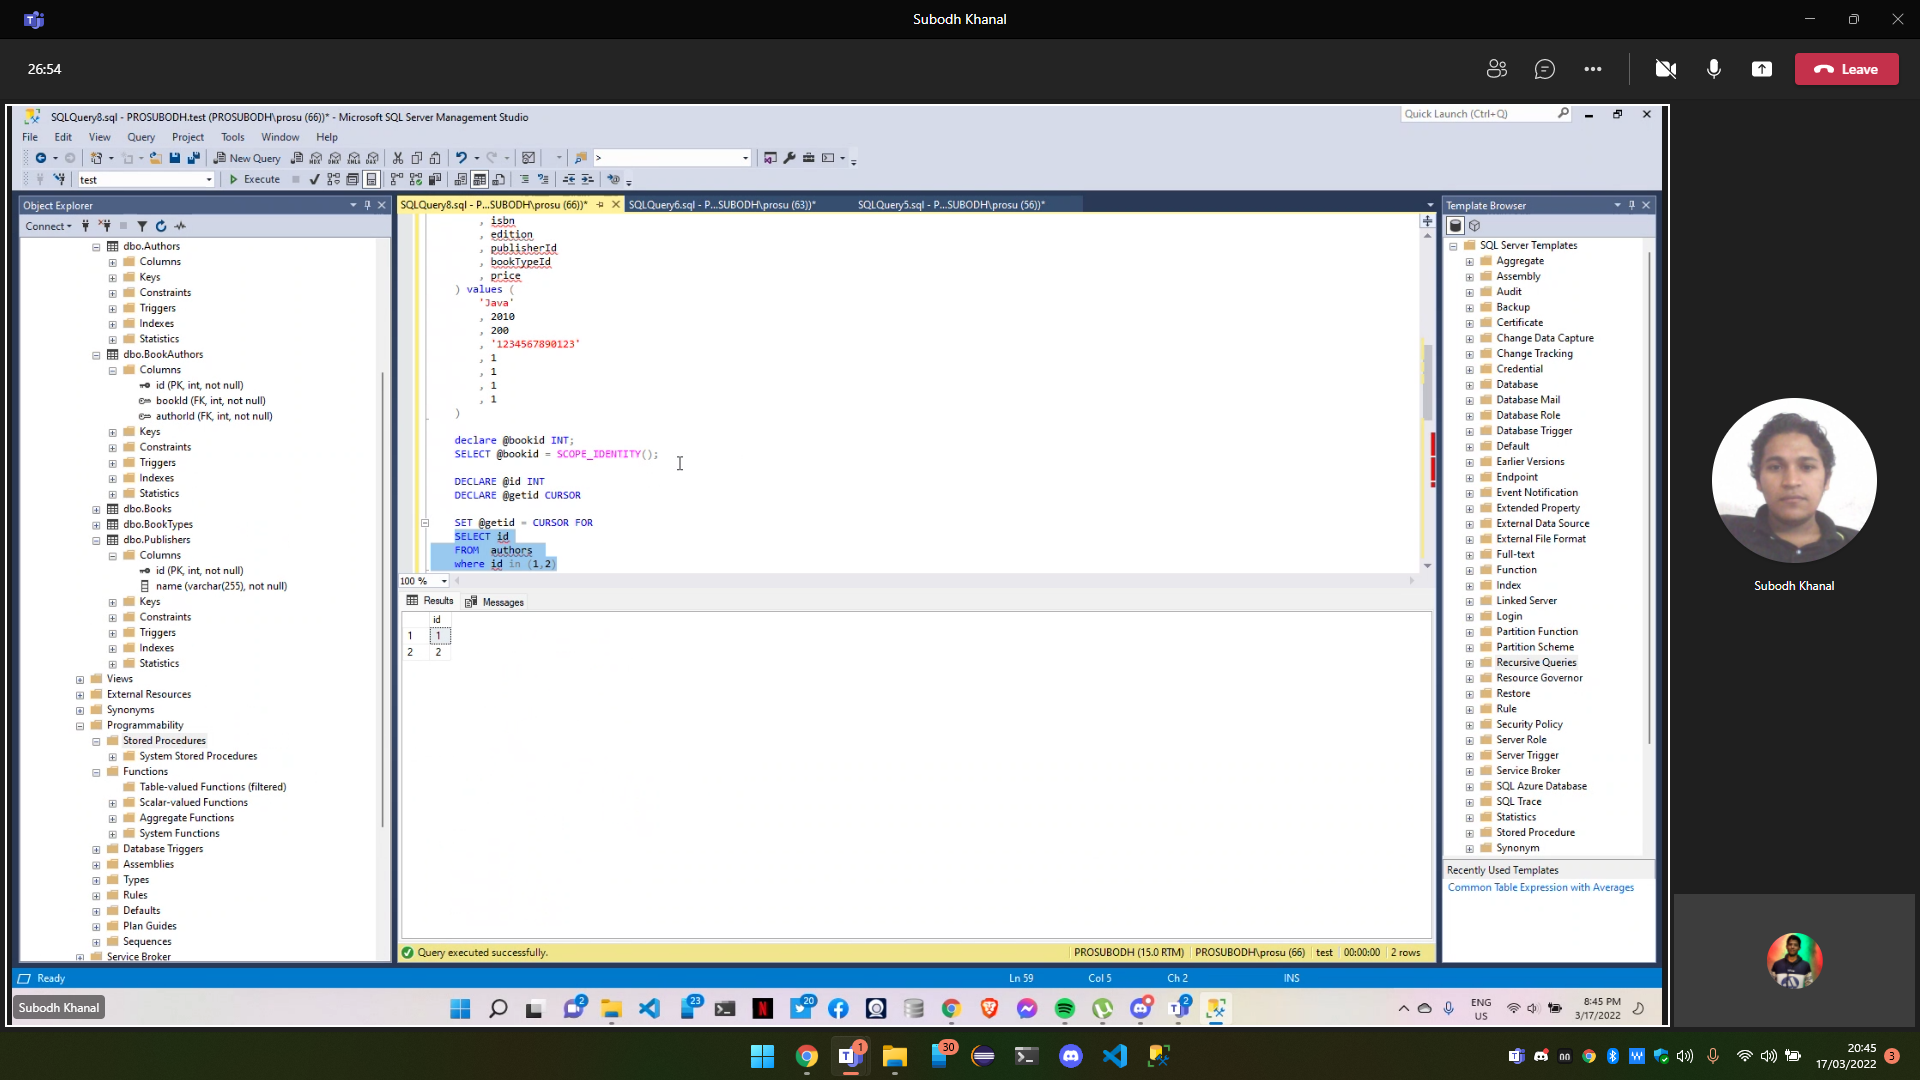 Subodh Khanal
26:54
Leave
SQLQuery8.sql - PROSUBODH.test (PROSUBODH\prosu (66))* - Microsoft SQL Server Management Studio
Quick Launch (Ctrl+Q)
File Edit View Query Project Tools Window Help
New Query
>
test
Execute
Object Explorer
Connect
dbo.Authors
Columns
Keys
Constraints
Triggers
Indexes
Statistics
dbo.BookAuthors
Columns
id (PK, int, not null)
bookId (FK, int, not null)
authorId (FK, int, not null)
Keys
Constraints
Triggers
Indexes
Statistics
dbo.Books
dbo.BookTypes
dbo.Publishers
Columns
id (PK, int, not null)
name (varchar(255), not null)
Keys
Constraints
Triggers
Indexes
Statistics
Views
External Resources
Synonyms
Programmability
Stored Procedures
System Stored Procedures
Functions
Table-valued Functions (filtered)
Scalar-valued Functions
Aggregate Functions
System Functions
Database Triggers
Assemblies
Types
Rules
Defaults
Plan Guides
Sequences
Service Broker
SQLQuery8.sql - P...SUBODH\prosu (66))*
SQLQuery6.sql - P...SUBODH\prosu (63))*
SQLQuery5.sql - P...SUBODH\prosu (56))*
, isbn
, edition
, publisherId
, bookTypeId
, price
) values (
'Java'
, 2010
, 200
, '1234567890123'
, 1
, 1
, 1
, 1
)
declare @bookid INT;
SELECT @bookid = SCOPE_IDENTITY();
DECLARE @id INT
DECLARE @getid CURSOR
SET @getid = CURSOR FOR
SELECT id
FROM authors
where id in (1,2)
100 %
Results
Messages
id
1 1
2 2
Query executed successfully.
PROSUBODH (15.0 RTM)
PROSUBODH\prosu (66)
test
00:00:00
2 rows
Template Browser
SQL Server Templates
Aggregate
Assembly
Audit
Backup
Certificate
Change Data Capture
Change Tracking
Credential
Database
Database Mail
Database Role
Database Trigger
Default
Earlier Versions
Endpoint
Event Notification
Extended Property
External Data Source
External File Format
Full-text
Function
Index
Linked Server
Login
Partition Function
Partition Scheme
Recursive Queries
Resource Governor
Restore
Rule
Security Policy
Server Role
Server Trigger
Service Broker
SQL Azure Database
SQL Trace
Statistics
Stored Procedure
Synonym
Recently Used Templates
Common Table Expression with Averages
Ready
Ln 59
Col 5
Ch 2
INS
Subodh Khanal
Subodh Khanal
2
23
20
2
ENG
US
8:45 PM
3/17/2022
1
30
20:45
17/03/2022
3